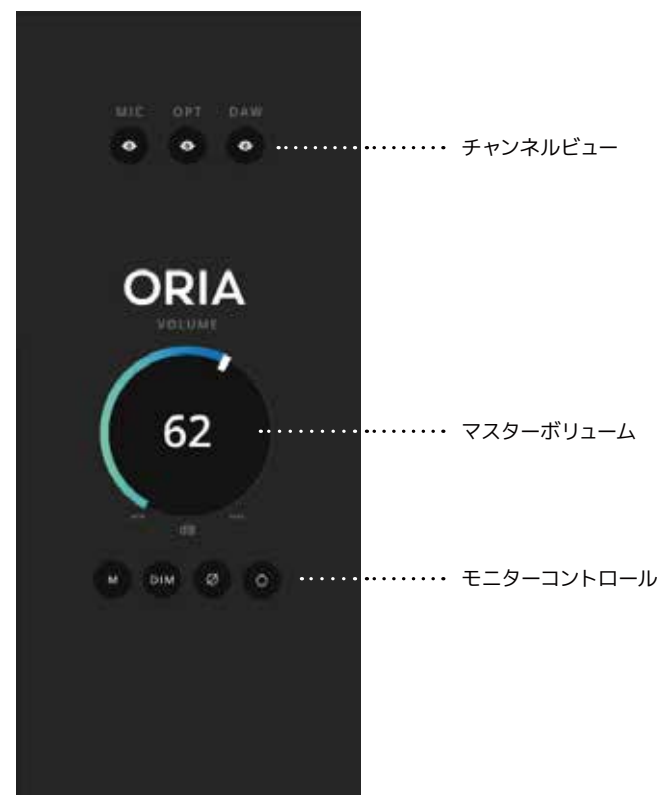 MIC OPT DAW
チャンネルビュー
ORIA
VOLUME
62
マスターボリューム
dB
M DIM Ø
モニターコントロール